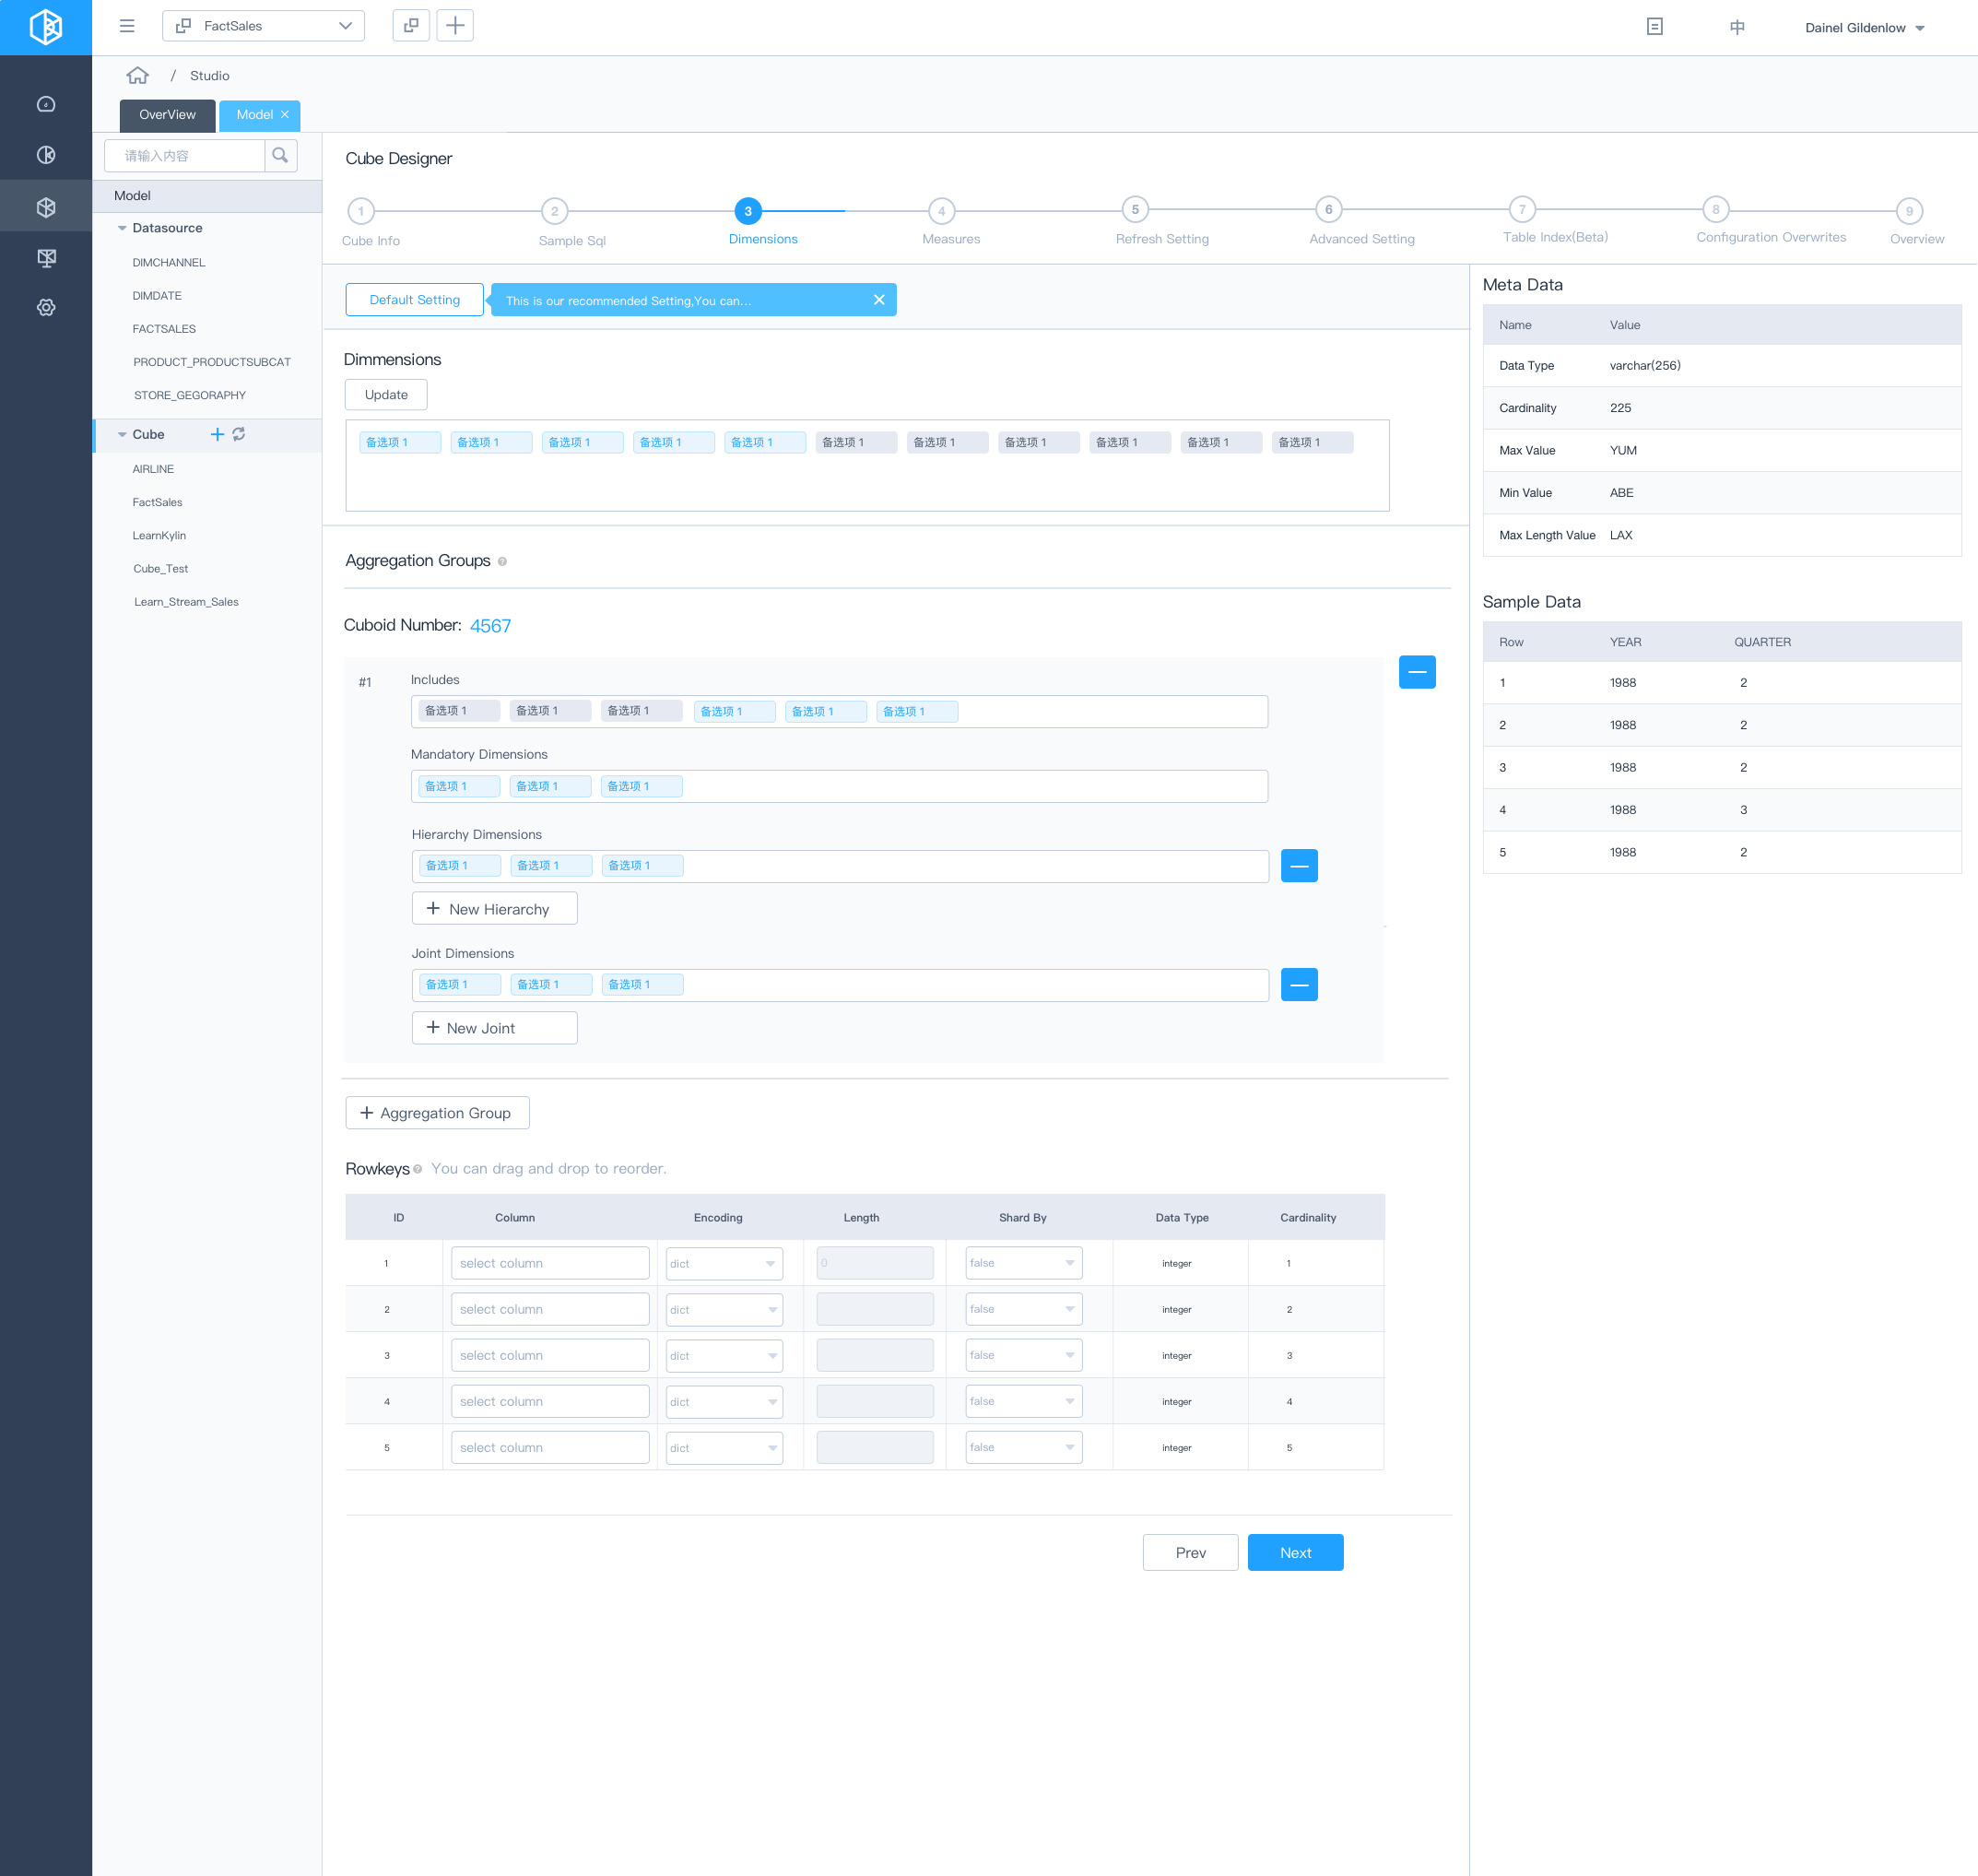 FactSales
中
Dainel Gildenlow
/ Studio
OverView
Model
请输入内容
Model
Datasource
DIMCHANNEL
DIMDATE
FACTSALES
PRODUCT_PRODUCTSUBCAT
STORE_GEGORAPHY
Cube
AIRLINE
FactSales
LearnKylin
Cube_Test
Learn_Stream_Sales
Cube Designer
1 2 3 4 5 6 7 8 9
Cube Info Sample Sql Dimensions Measures Refresh Setting Advanced Setting Table Index(Beta) Configuration Overwrites Overview
Default Setting This is our recommended Setting,You can...
Dimmensions
Update
备选项 1 备选项 1 备选项 1 备选项 1 备选项 1 备选项 1 备选项 1 备选项 1 备选项 1 备选项 1 备选项 1
Aggregation Groups ?
Cuboid Number: 4567
#1 Includes
备选项 1 备选项 1 备选项 1 备选项 1 备选项 1 备选项 1
Mandatory Dimensions
备选项 1 备选项 1 备选项 1
Hierarchy Dimensions
备选项 1 备选项 1 备选项 1
New Hierarchy
Joint Dimensions
备选项 1 备选项 1 备选项 1
New Joint
Aggregation Group
Rowkeys ? You can drag and drop to reorder.
ID Column Encoding Length Shard By Data Type Cardinality
1 select column dict 0 false integer 1
2 select column dict false integer 2
3 select column dict false integer 3
4 select column dict false integer 4
5 select column dict false integer 5
Prev Next
Meta Data
Name Value
Data Type varchar(256)
Cardinality 225
Max Value YUM
Min Value ABE
Max Length Value LAX
Sample Data
Row YEAR QUARTER
1 1988 2
2 1988 2
3 1988 2
4 1988 3
5 1988 2